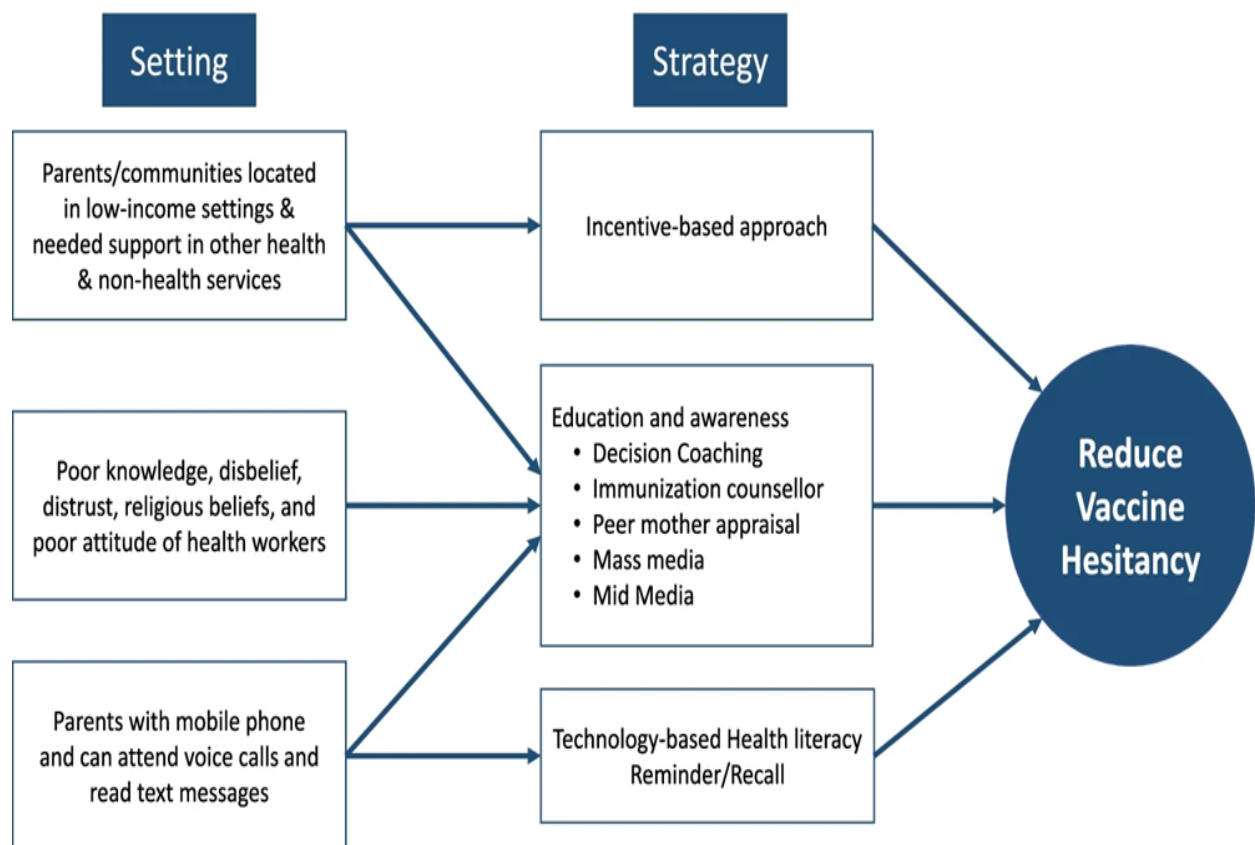 Setting
Strategy
Parents/communities located
in low-income settings &
needed support in other health
& non-health services
Incentive-based approach
Poor knowledge, disbelief,
distrust, religious beliefs, and
poor attitude of health workers
Education and awareness
• Decision Coaching
• Immunization counsellor
• Peer mother appraisal
• Mass media
• Mid Media
Parents with mobile phone
and can attend voice calls and
read text messages
Technology-based Health literacy
Reminder/Recall
Reduce
Vaccine
Hesitancy